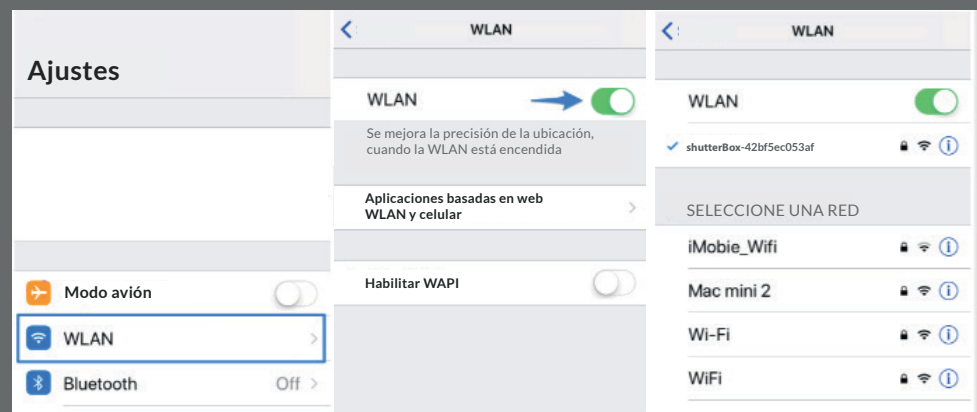 Ajustes
Modo avión
WLAN
Bluetooth
Off
WLAN
WLAN
Se mejora la precisión de la ubicación,
cuando la WLAN está encendida
Aplicaciones basadas en web
WLAN y celular
Habilitar WAPI
WLAN
WLAN
shutterBox-42bf5ec053af
SELECCIONE UNA RED
iMobie_Wifi
Mac mini 2
Wi-Fi
WiFi